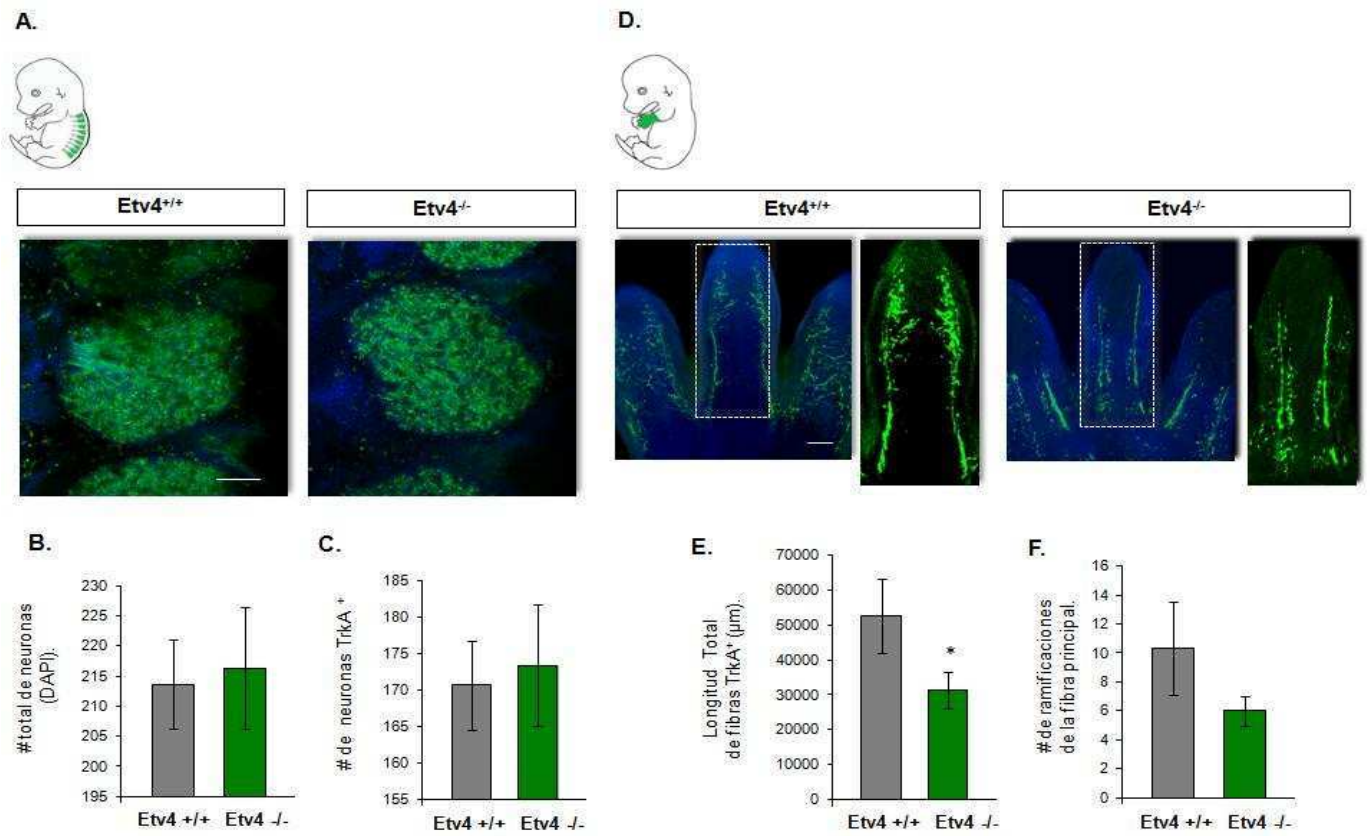 A.
D.
Etv4+/+
Etv4-/-
Etv4+/+
Etv4-/-
B.
#total de neuronas
(DAPI).
230
225
220
215
210
205
200
195
Etv4 +/+ Etv4 -/-
C.
# de neuronas TrkA +
185
180
175
170
165
160
155
Etv4 +/+ Etv4 -/-
E.
Longitud Total
de fibras TrkA+ (µm).
70000
60000
50000
40000
30000
20000
10000
0
*
Etv4 +/+ Etv4 -/-
F.
# de ramificaciones
de la fibra principal.
16
14
12
10
8
6
4
2
0
Etv4 +/+ Etv4 -/-